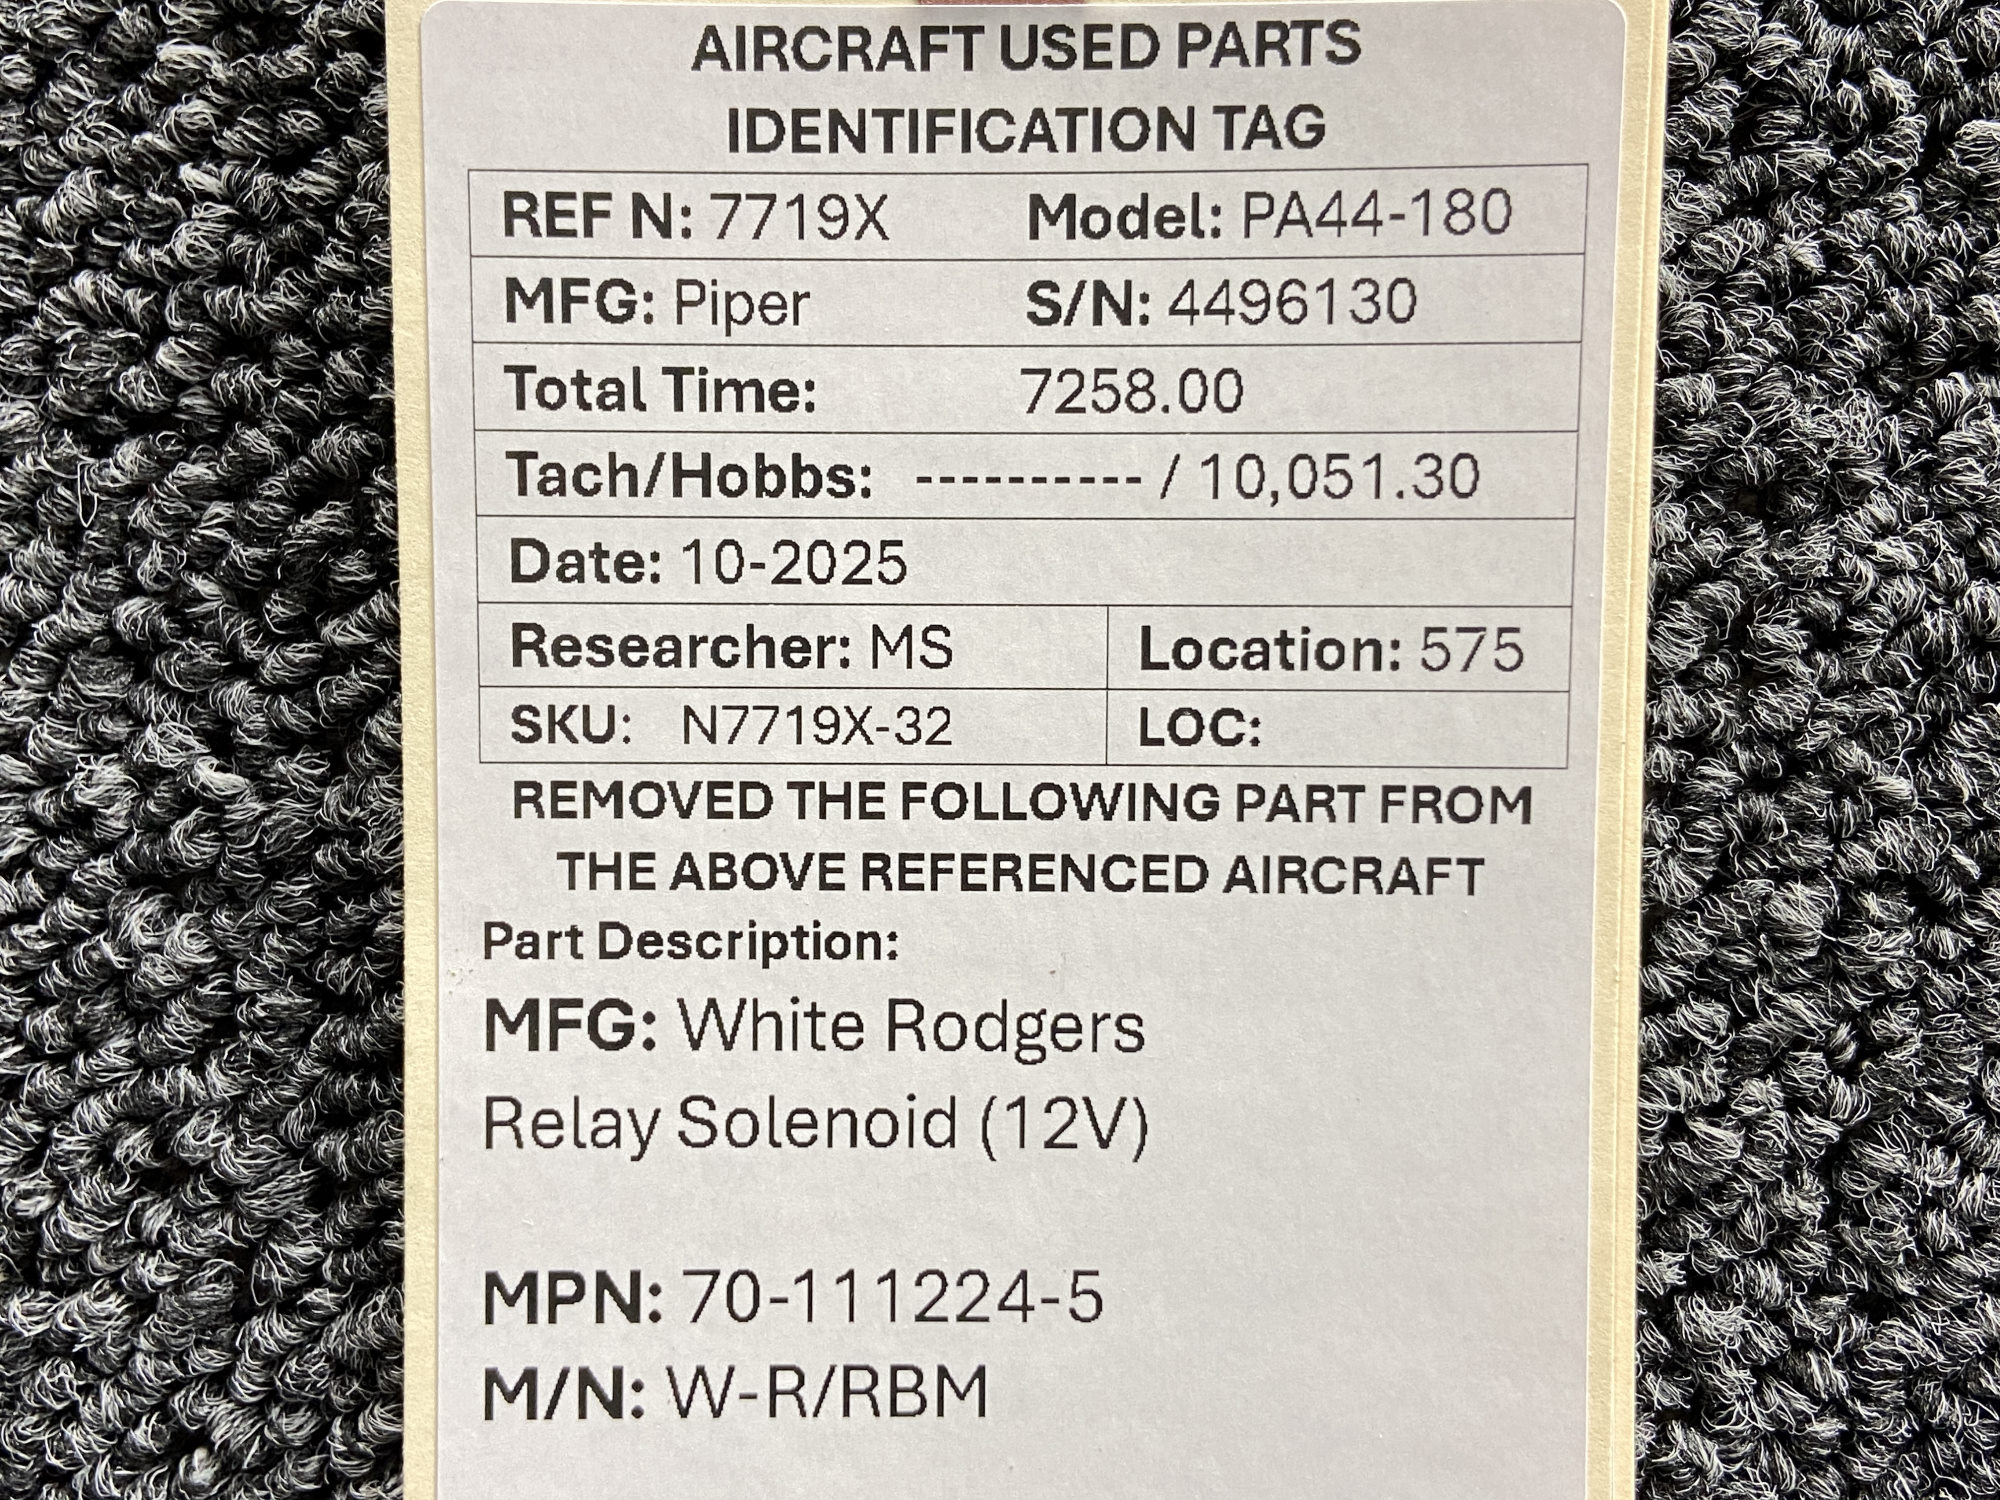 AIRCRAFT USED PARTS
IDENTIFICATION TAG
REF N: 7719X Model: PA44-180
MFG: Piper S/N: 4496130
Total Time: 7258.00
Tach/Hobbs: ---------- / 10,051.30
Date: 10-2025
Researcher: MS Location: 575
SKU: N7719X-32 LOC:
REMOVED THE FOLLOWING PART FROM
THE ABOVE REFERENCED AIRCRAFT
Part Description:
MFG: White Rodgers
Relay Solenoid (12V)
MPN: 70-111224-5
M/N: W-R/RBM